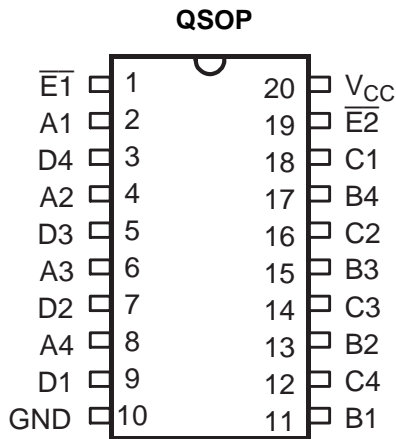 QSOP
E1 1 20 VCC
A1 2 19 E2
D4 3 18 C1
A2 4 17 B4
D3 5 16 C2
A3 6 15 B3
D2 7 14 C3
A4 8 13 B2
D1 9 12 C4
GND 10 11 B1